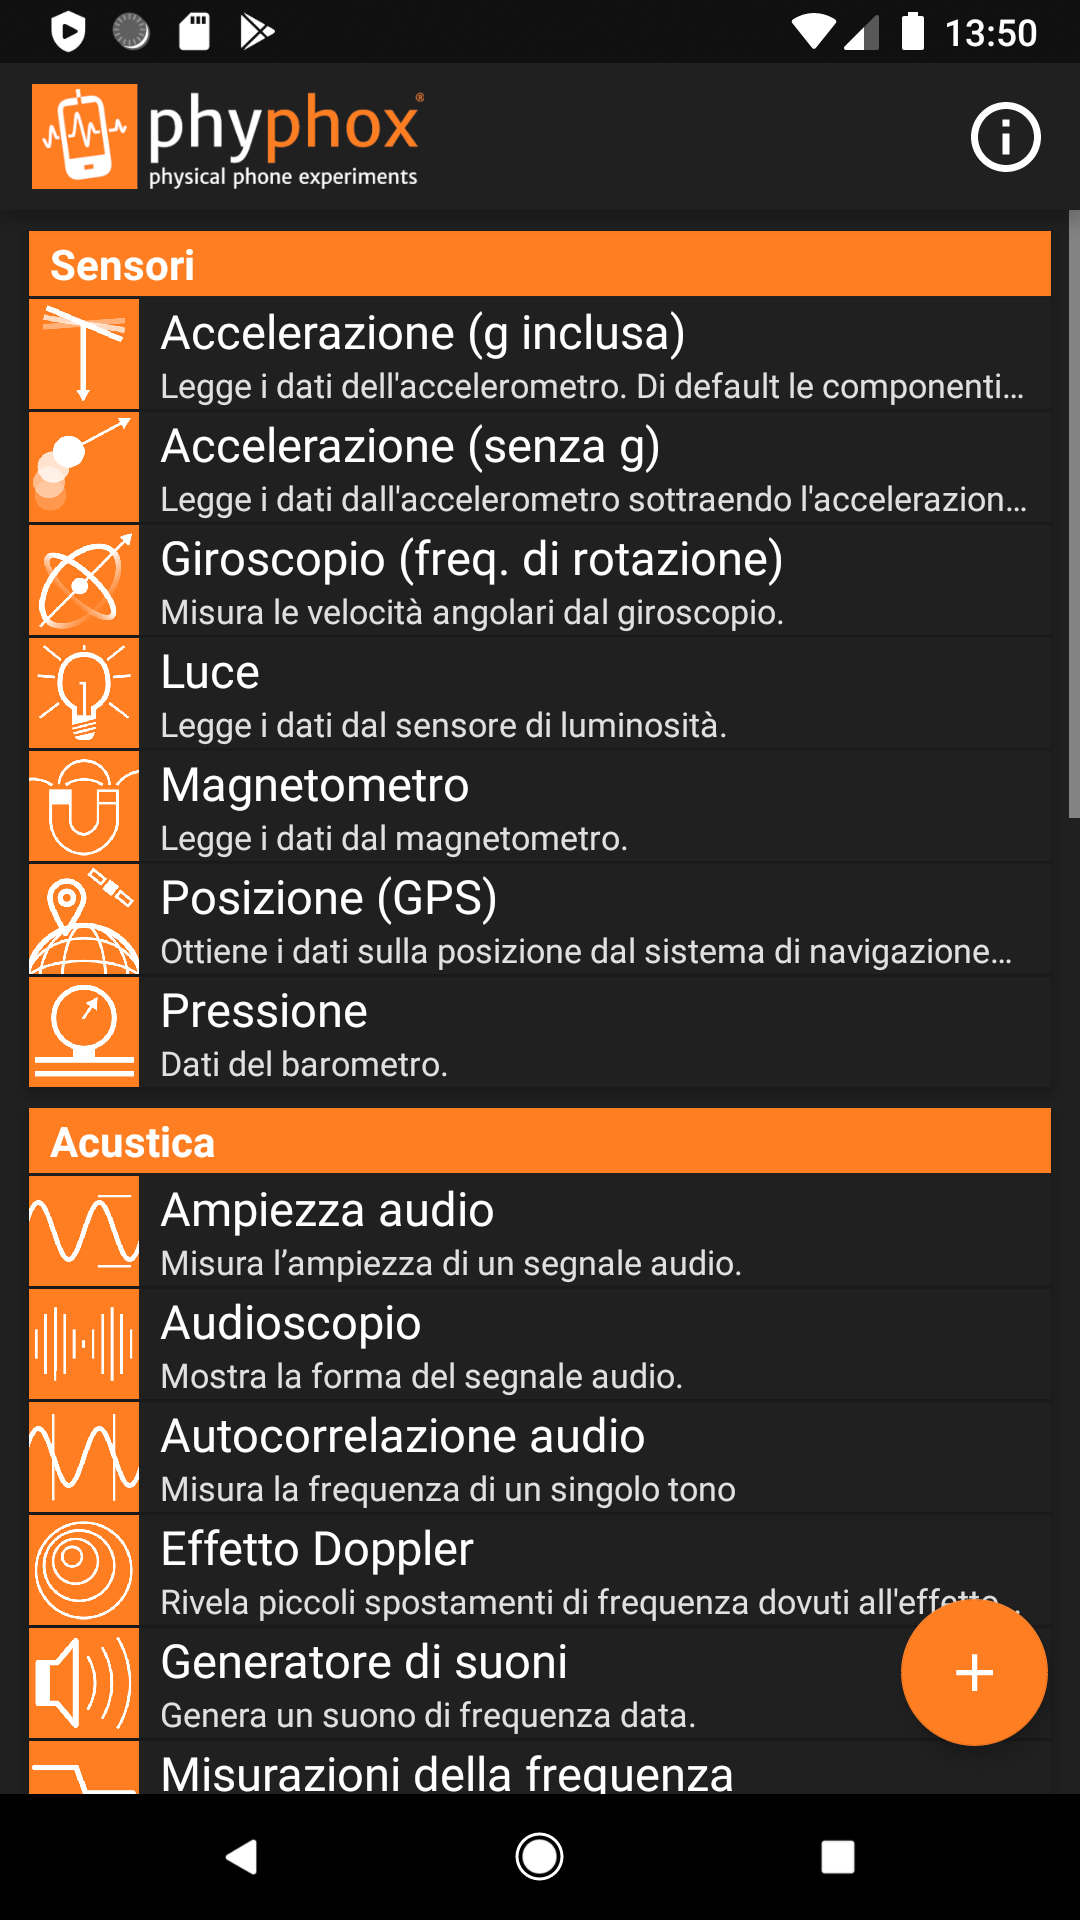 13:50
phyphox®
physical phone experiments
Sensori
Accelerazione (g inclusa)
Legge i dati dell'accelerometro. Di default le componenti...
Accelerazione (senza g)
Legge i dati dall'accelerometro sottraendo l'accelerazion...
Giroscopio (freq. di rotazione)
Misura le velocità angolari dal giroscopio.
Luce
Legge i dati dal sensore di luminosità.
Magnetometro
Legge i dati dal magnetometro.
Posizione (GPS)
Ottiene i dati sulla posizione dal sistema di navigazione...
Pressione
Dati del barometro.
Acustica
Ampiezza audio
Misura l’ampiezza di un segnale audio.
Audioscopio
Mostra la forma del segnale audio.
Autocorrelazione audio
Misura la frequenza di un singolo tono
Effetto Doppler
Rivela piccoli spostamenti di frequenza dovuti all'effetto...
Generatore di suoni
Genera un suono di frequenza data.
Misurazioni della frequenza